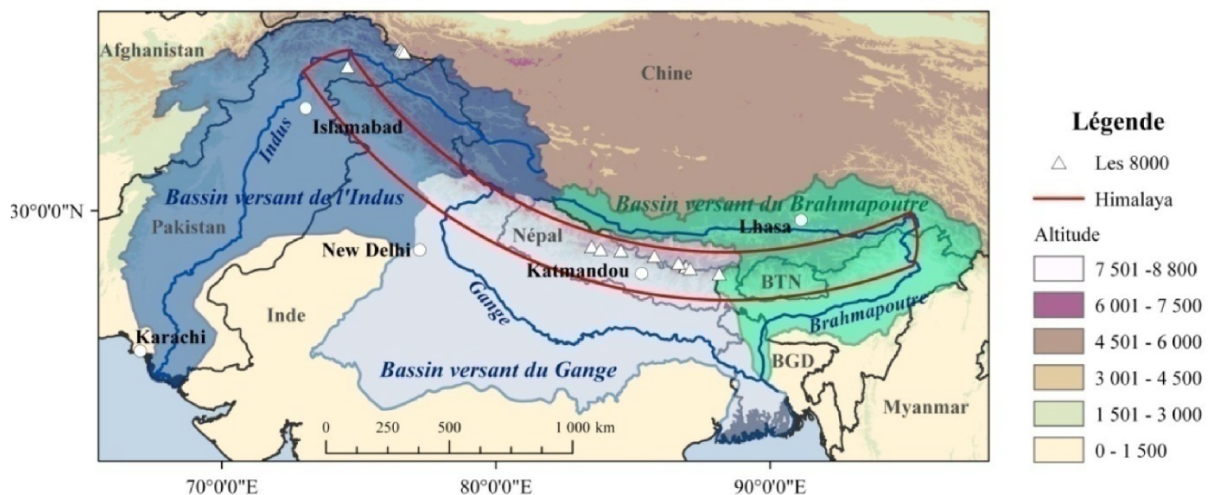 Afghanistan
Chine
Islamabad
Indus
Bassin versant de l'Indus
Pakistan
30°0'0"N
Bassin versant du Brahmapoutre
Lhasa
Népal
New Delhi
Katmandou
BTN
Gange
Inde
Brahmapoutre
Karachi
BGD
Bassin versant du Gange
Myanmar
0 250 500 1 000 km
70°0'0"E
80°0'0"E
90°0'0"E
Légende
Les 8000
Himalaya
Altitude
7 501 -8 800
6 001 - 7 500
4 501 - 6 000
3 001 - 4 500
1 501 - 3 000
0 - 1 500